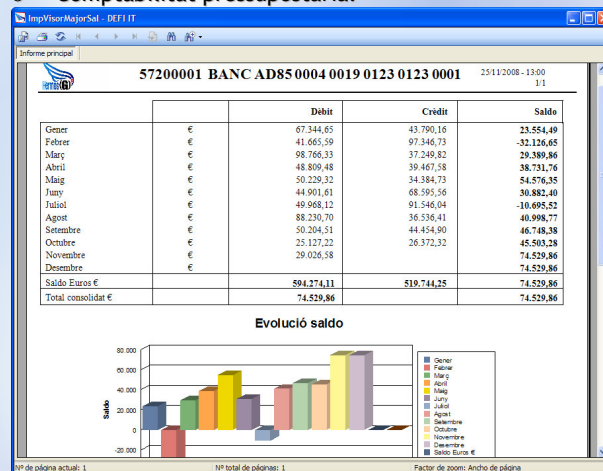 Comptabilitat pressupostària.
ImpVisorMajorSal - DEFI IT
Informe principal
57200001 BANC AD85 0004 0019 0123 0123 0001
25/11/2008 - 13:00
1/1
Dèbit Crèdit Saldo
Gener € 67.344,65 43.790,16 23.554,49
Febrer € 41.665,59 97.346,73 -32.126,65
Març € 98.766,33 37.249,82 29.389,86
Abril € 48.809,48 39.467,58 38.731,76
Maig € 50.229,32 34.384,73 54.576,35
Juny € 44.901,61 68.595,56 30.882,40
Juliol € 49.968,12 91.546,04 -10.695,52
Agost € 88.230,70 36.536,41 40.998,77
Setembre € 50.204,51 44.454,90 46.748,38
Octubre € 25.127,22 26.372,32 45.503,28
Novembre € 29.026,58 74.529,86
Desembre € 74.529,86
Saldo Euros € 594.274,11 519.744,25 74.529,86
Total consolidat € 74.529,86 74.529,86
Evolució saldo
Saldo
80.000
60.000
40.000
20.000
0
-20.000
Gener
Febrer
Març
Abril
Maig
Juny
Juliol
Agost
Setembre
Octubre
Novembre
Desembre
Saldo Euros €
Nº de página actual: 1 Nº total de páginas: 1 Factor de zoom: Ancho de página